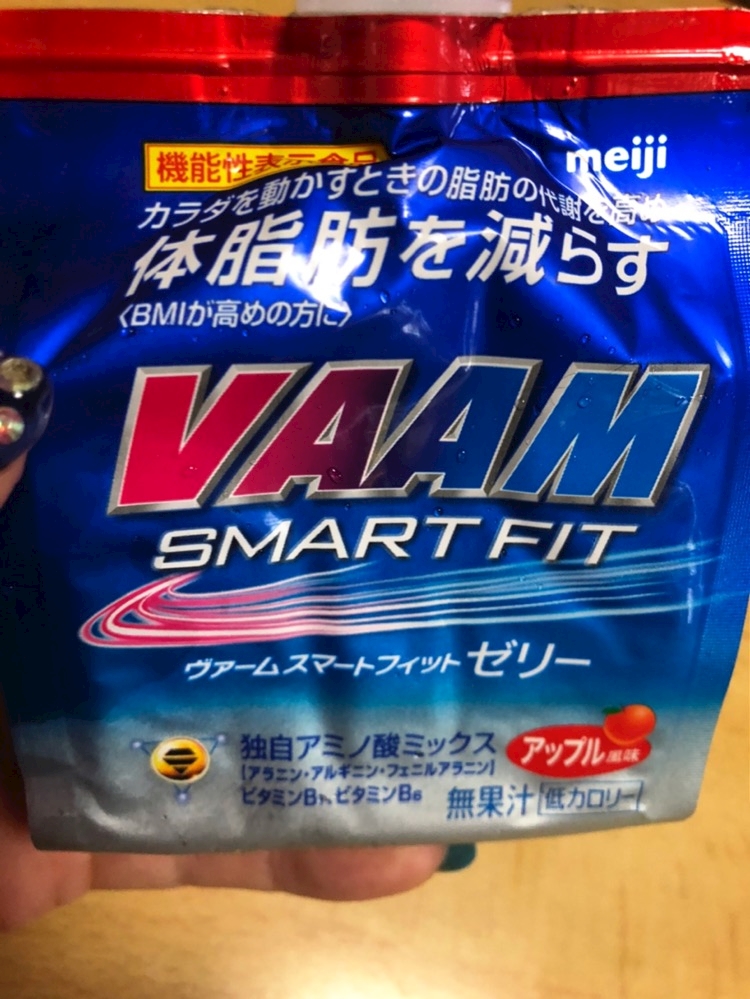 機能性表示食品
meiji
カラダを動かすときの脂肪の代謝を高め
体脂肪を減らす
〈BMIが高めの方に〉
VAAM
SMART FIT
ヴァームスマートフィットゼリー
独自アミノ酸ミックス
[アラニン・アルギニン・フェニルアラニン]
ビタミンB₁、ビタミンB₆
アップル風味
無果汁 低カロリー